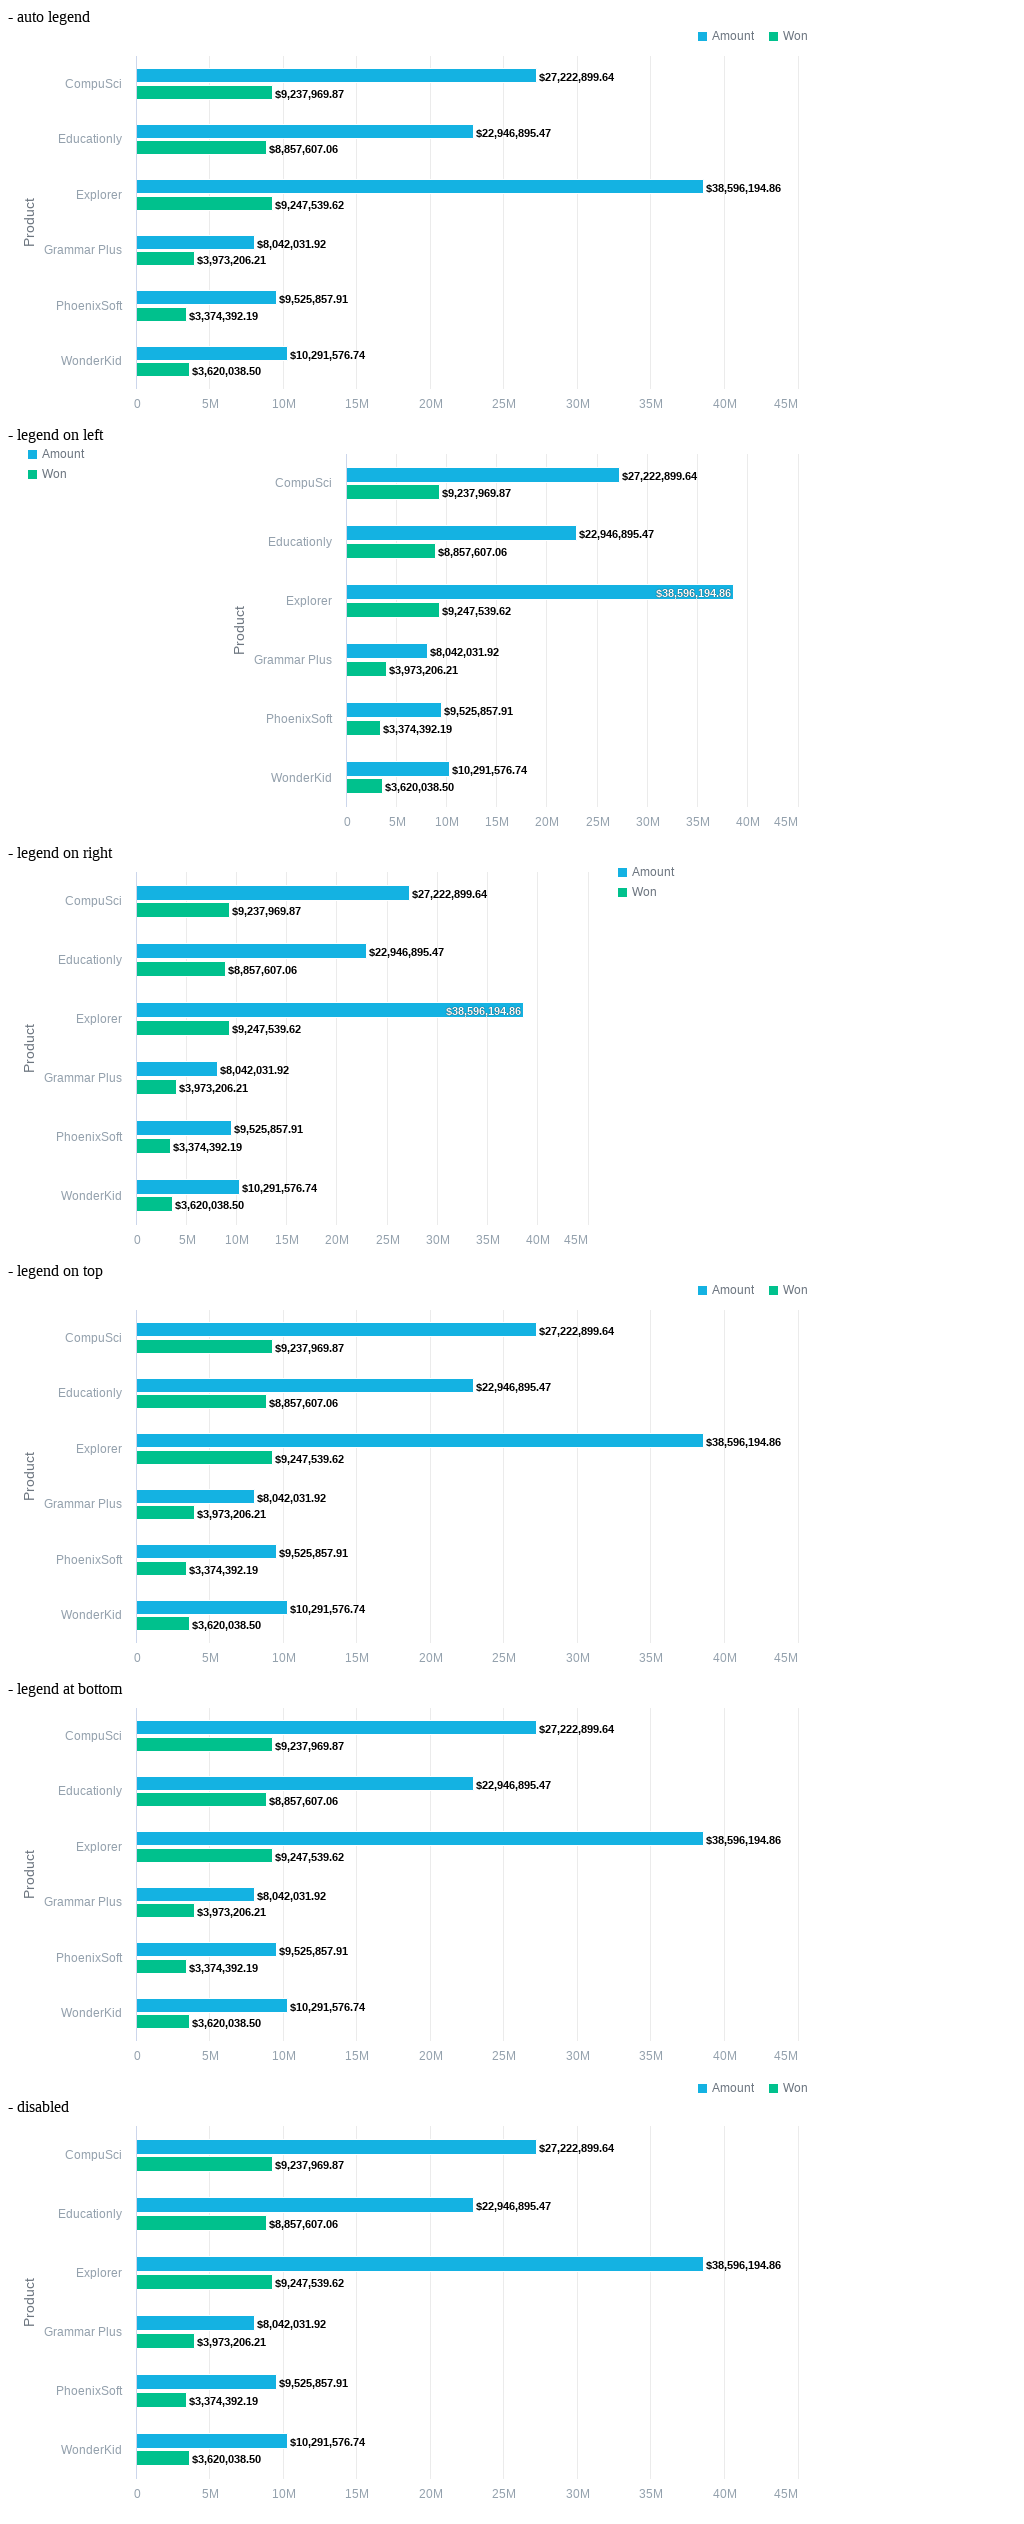 - auto legend
Amount Won
CompuSci $27,222,899.64
$9,237,969.87
Educationly $22,946,895.47
$8,857,607.06
Explorer $38,596,194.86
$9,247,539.62
Product
Grammar Plus $8,042,031.92
$3,973,206.21
PhoenixSoft $9,525,857.91
$3,374,392.19
WonderKid $10,291,576.74
$3,620,038.50
0 5M 10M 15M 20M 25M 30M 35M 40M 45M
- legend on left
Amount
Won
CompuSci $27,222,899.64
$9,237,969.87
Educationly $22,946,895.47
$8,857,607.06
Explorer $38,596,194.86
$9,247,539.62
Product
Grammar Plus $8,042,031.92
$3,973,206.21
PhoenixSoft $9,525,857.91
$3,374,392.19
WonderKid $10,291,576.74
$3,620,038.50
0 5M 10M 15M 20M 25M 30M 35M 40M 45M
- legend on right
Amount
Won
CompuSci $27,222,899.64
$9,237,969.87
Educationly $22,946,895.47
$8,857,607.06
Explorer $38,596,194.86
$9,247,539.62
Product
Grammar Plus $8,042,031.92
$3,973,206.21
PhoenixSoft $9,525,857.91
$3,374,392.19
WonderKid $10,291,576.74
$3,620,038.50
0 5M 10M 15M 20M 25M 30M 35M 40M 45M
- legend on top
Amount Won
CompuSci $27,222,899.64
$9,237,969.87
Educationly $22,946,895.47
$8,857,607.06
Explorer $38,596,194.86
$9,247,539.62
Product
Grammar Plus $8,042,031.92
$3,973,206.21
PhoenixSoft $9,525,857.91
$3,374,392.19
WonderKid $10,291,576.74
$3,620,038.50
0 5M 10M 15M 20M 25M 30M 35M 40M 45M
- legend at bottom
CompuSci $27,222,899.64
$9,237,969.87
Educationly $22,946,895.47
$8,857,607.06
Explorer $38,596,194.86
$9,247,539.62
Product
Grammar Plus $8,042,031.92
$3,973,206.21
PhoenixSoft $9,525,857.91
$3,374,392.19
WonderKid $10,291,576.74
$3,620,038.50
0 5M 10M 15M 20M 25M 30M 35M 40M 45M
Amount Won
- disabled
CompuSci $27,222,899.64
$9,237,969.87
Educationly $22,946,895.47
$8,857,607.06
Explorer $38,596,194.86
$9,247,539.62
Product
Grammar Plus $8,042,031.92
$3,973,206.21
PhoenixSoft $9,525,857.91
$3,374,392.19
WonderKid $10,291,576.74
$3,620,038.50
0 5M 10M 15M 20M 25M 30M 35M 40M 45M